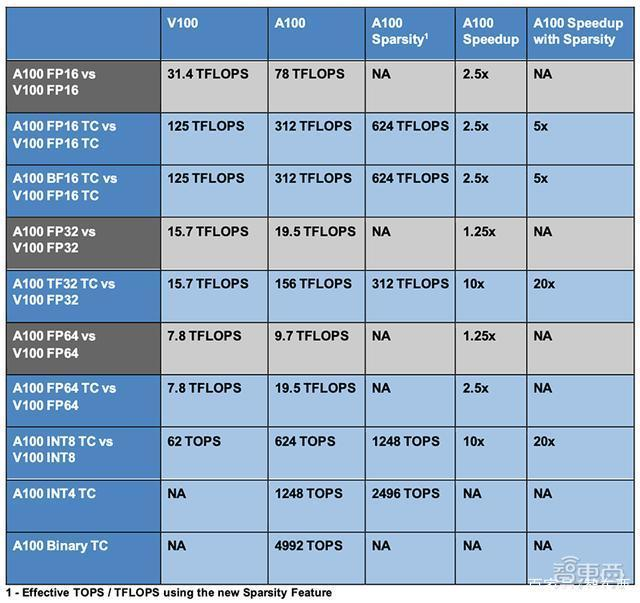 V100 A100 A100 Sparsity1 A100 Speedup A100 Speedup with Sparsity
A100 FP16 vs V100 FP16 31.4 TFLOPS 78 TFLOPS NA 2.5x NA
A100 FP16 TC vs V100 FP16 TC 125 TFLOPS 312 TFLOPS 624 TFLOPS 2.5x 5x
A100 BF16 TC vs V100 FP16 TC 125 TFLOPS 312 TFLOPS 624 TFLOPS 2.5x 5x
A100 FP32 vs V100 FP32 15.7 TFLOPS 19.5 TFLOPS NA 1.25x NA
A100 TF32 TC vs V100 FP32 15.7 TFLOPS 156 TFLOPS 312 TFLOPS 10x 20x
A100 FP64 vs V100 FP64 7.8 TFLOPS 9.7 TFLOPS NA 1.25x NA
A100 FP64 TC vs V100 FP64 7.8 TFLOPS 19.5 TFLOPS NA 2.5x NA
A100 INT8 TC vs V100 INT8 62 TOPS 624 TOPS 1248 TOPS 10x 20x
A100 INT4 TC NA 1248 TOPS 2496 TOPS NA NA
A100 Binary TC NA 4992 TOPS NA NA NA
智東西
1 - Effective TOPS / TFLOPS using the new Sparsity Feature